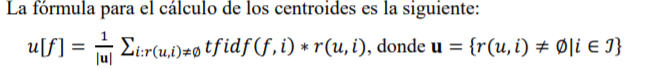 La fórmula para el cálculo de los centroides es la siguiente:
u[f] = 1/|u| ∑i:r(u,i)≠∅ tfidf(f, i) * r(u, i), donde u = {r(u, i) ≠ ∅|i ∈ ℐ}